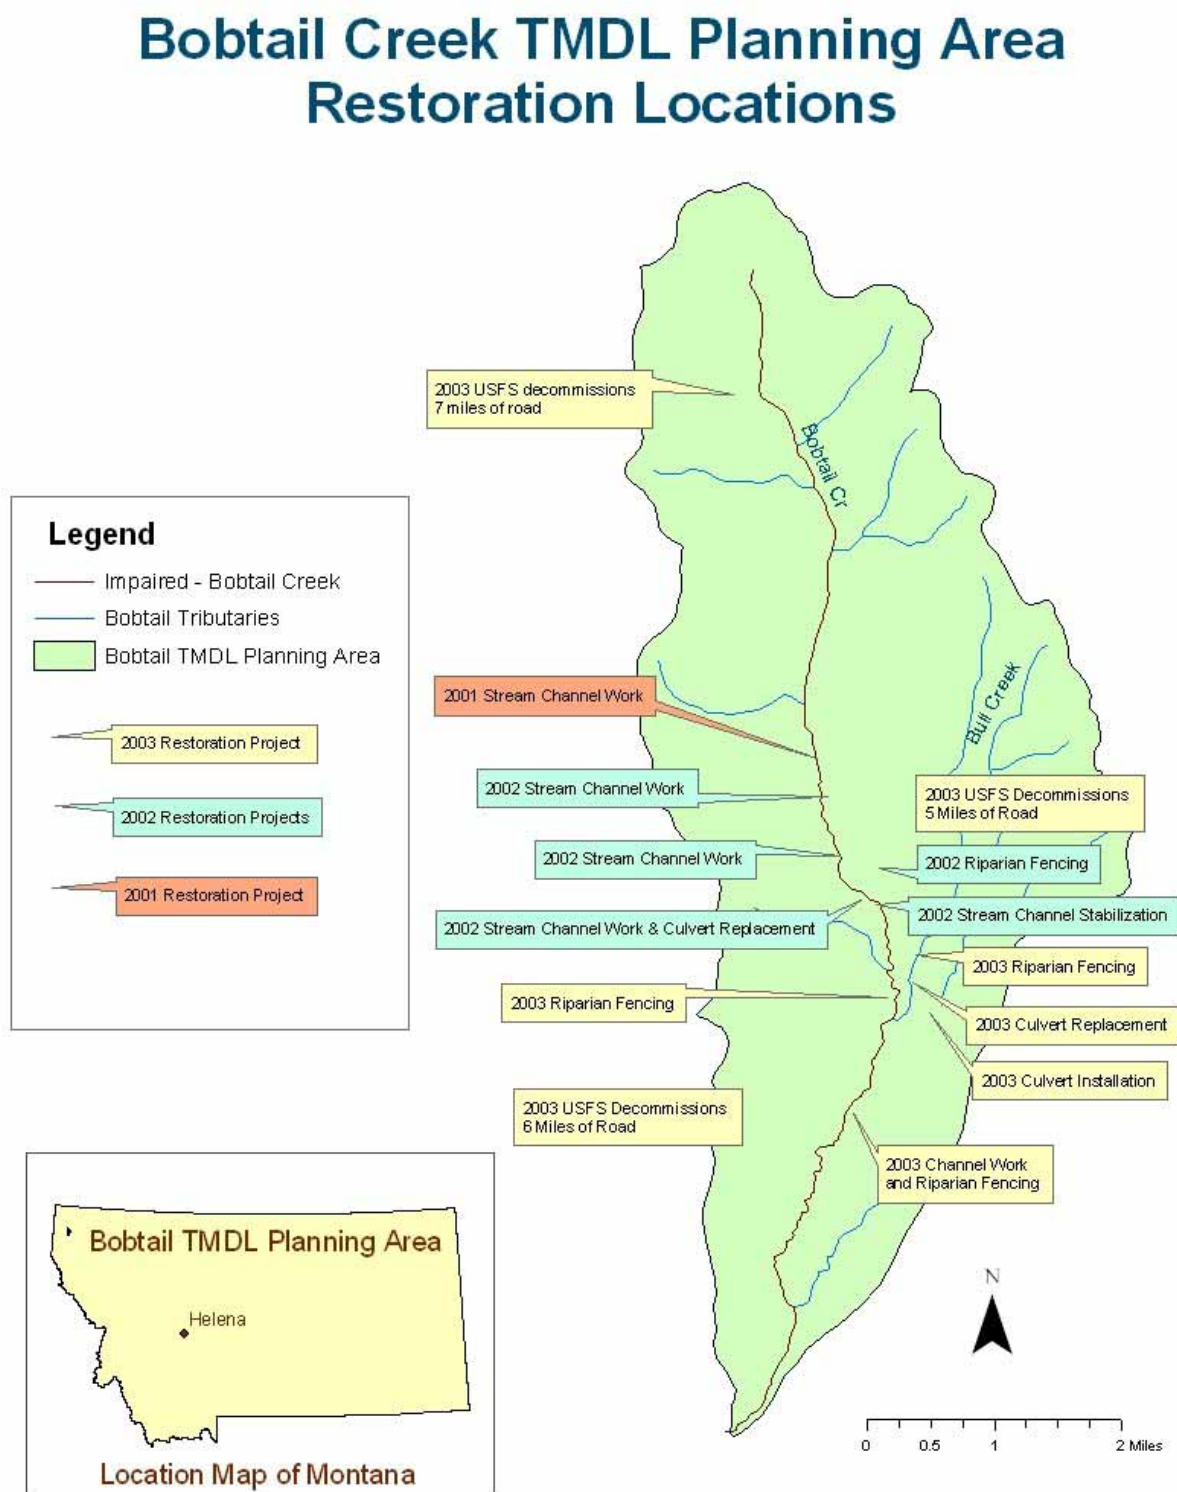 Bobtail Creek TMDL Planning Area
Restoration Locations
2003 USFS decommissions
7 miles of road
Bobtail Cr
Legend
Impaired - Bobtail Creek
Bobtail Tributaries
Bobtail TMDL Planning Area
2003 Restoration Project
2002 Restoration Projects
2001 Restoration Project
2001 Stream Channel Work
Bull Creek
2002 Stream Channel Work
2003 USFS Decommissions
5 Miles of Road
2002 Stream Channel Work
2002 Riparian Fencing
2002 Stream Channel Work & Culvert Replacement
2002 Stream Channel Stabilization
2003 Riparian Fencing
2003 Riparian Fencing
2003 Culvert Replacement
2003 Culvert Installation
2003 USFS Decommissions
6 Miles of Road
2003 Channel Work
and Riparian Fencing
Bobtail TMDL Planning Area
Helena
Location Map of Montana
N
0 0.5 1 2 Miles